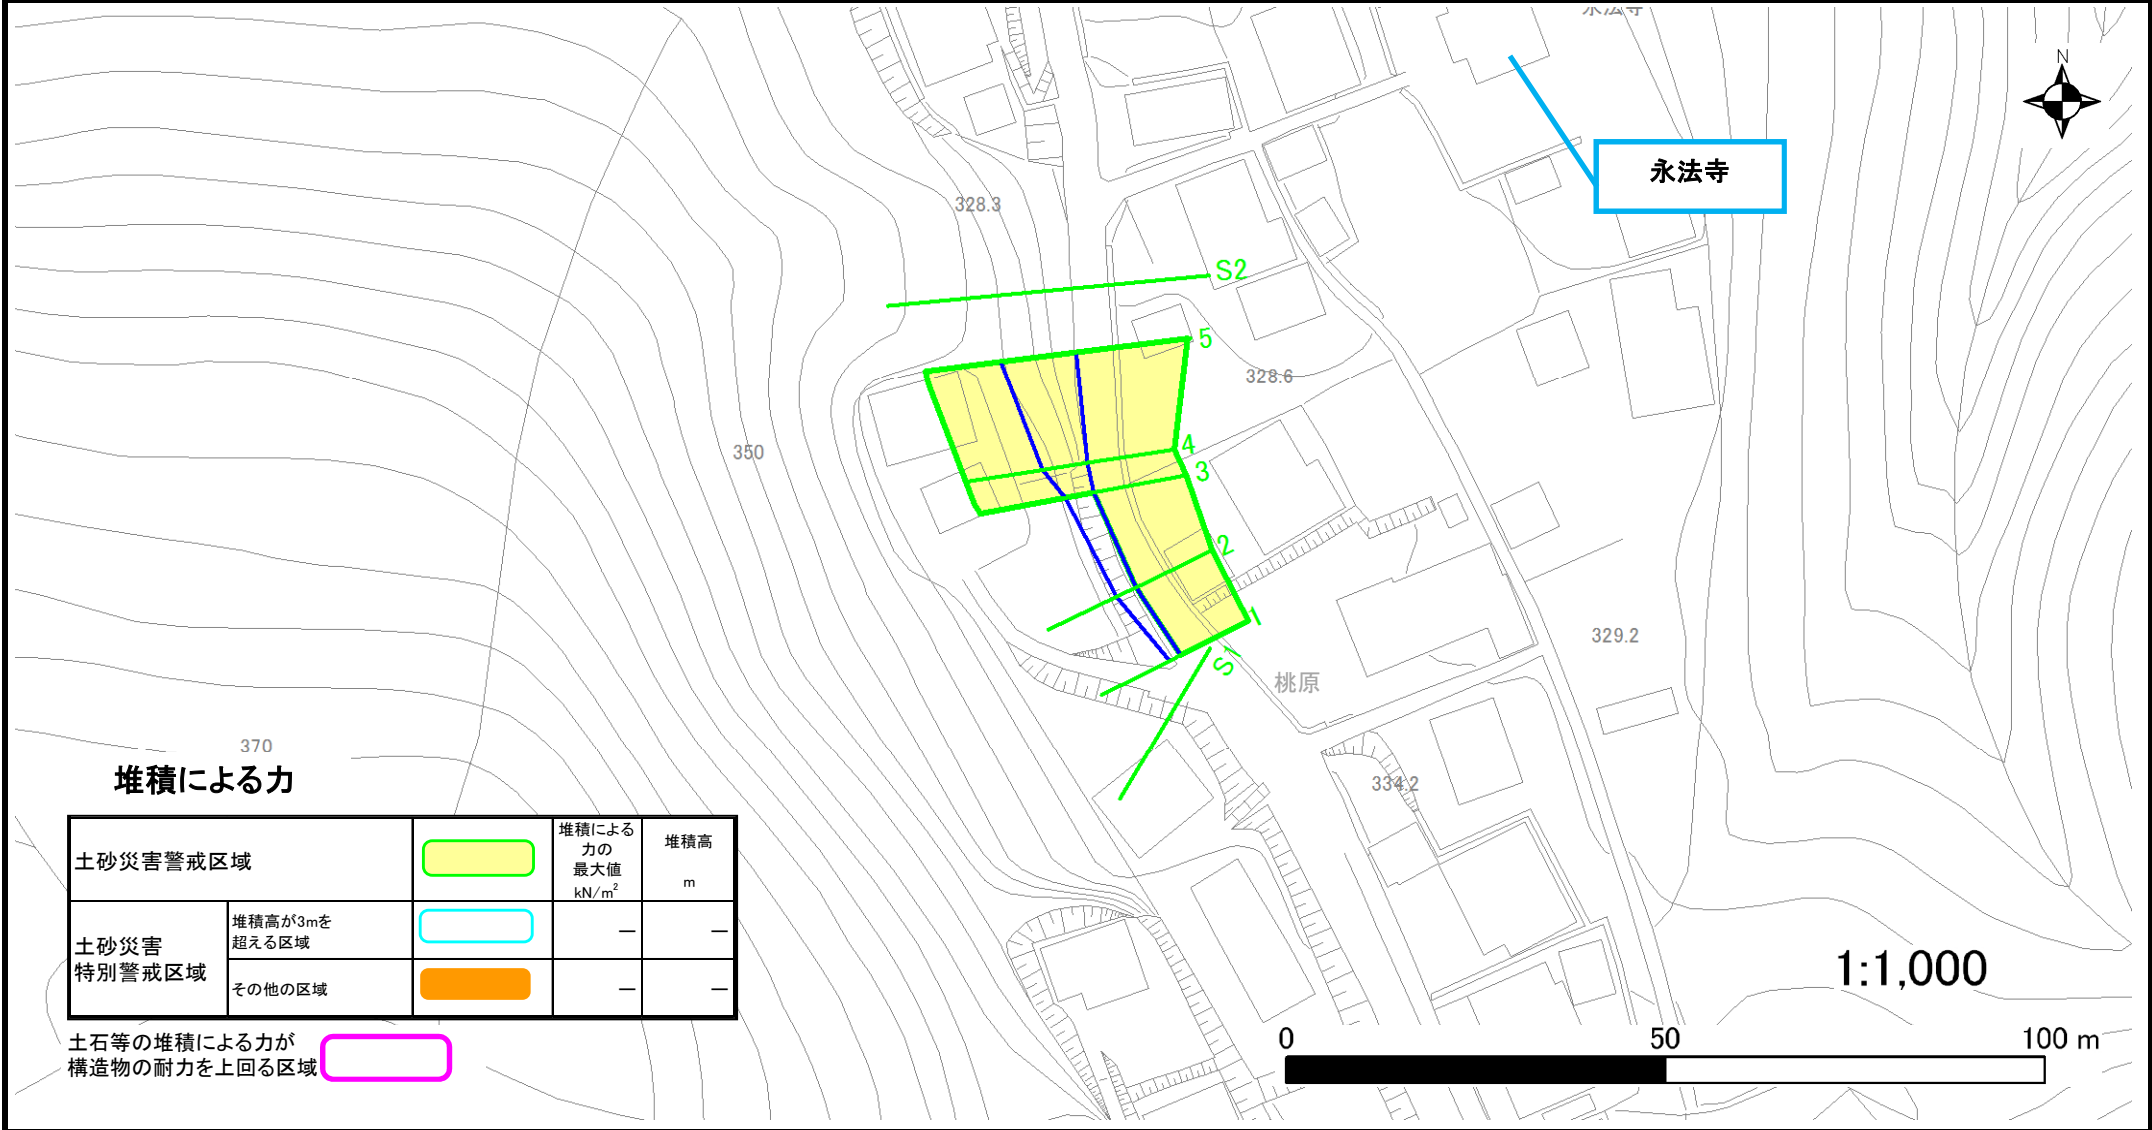 永法寺
N
永法寺
328.3
S2
5
328.6
4
3
350
2
1
S1
329.2
桃原
370
334.2
堆積による力
土砂災害警戒区域
堆積による
力の
最大値
kN/m²
堆積高
m
土砂災害
特別警戒区域
堆積高が3mを
超える区域
－
－
その他の区域
－
－
土石等の堆積による力が
構造物の耐力を上回る区域
1:1,000
0 50 100 m